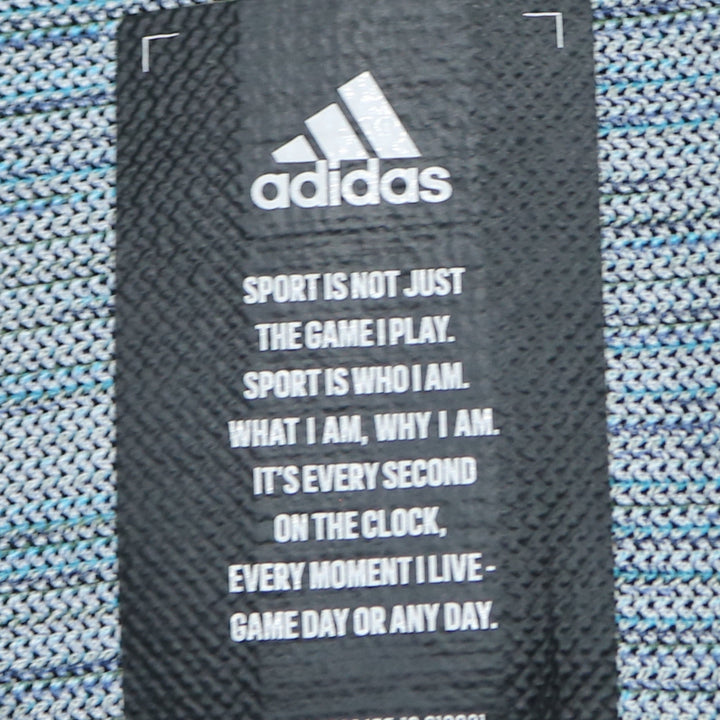 adidas
SPORT IS NOT JUST
THE GAME I PLAY.
SPORT IS WHO I AM.
WHAT I AM, WHY I AM.
IT'S EVERY SECOND
ON THE CLOCK,
EVERY MOMENT I LIVE -
GAME DAY OR ANY DAY.